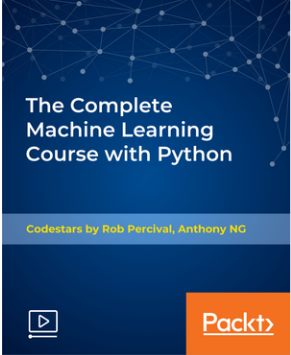 The Complete
Machine Learning
Course with Python
Codestars by Rob Percival, Anthony NG
Packt>